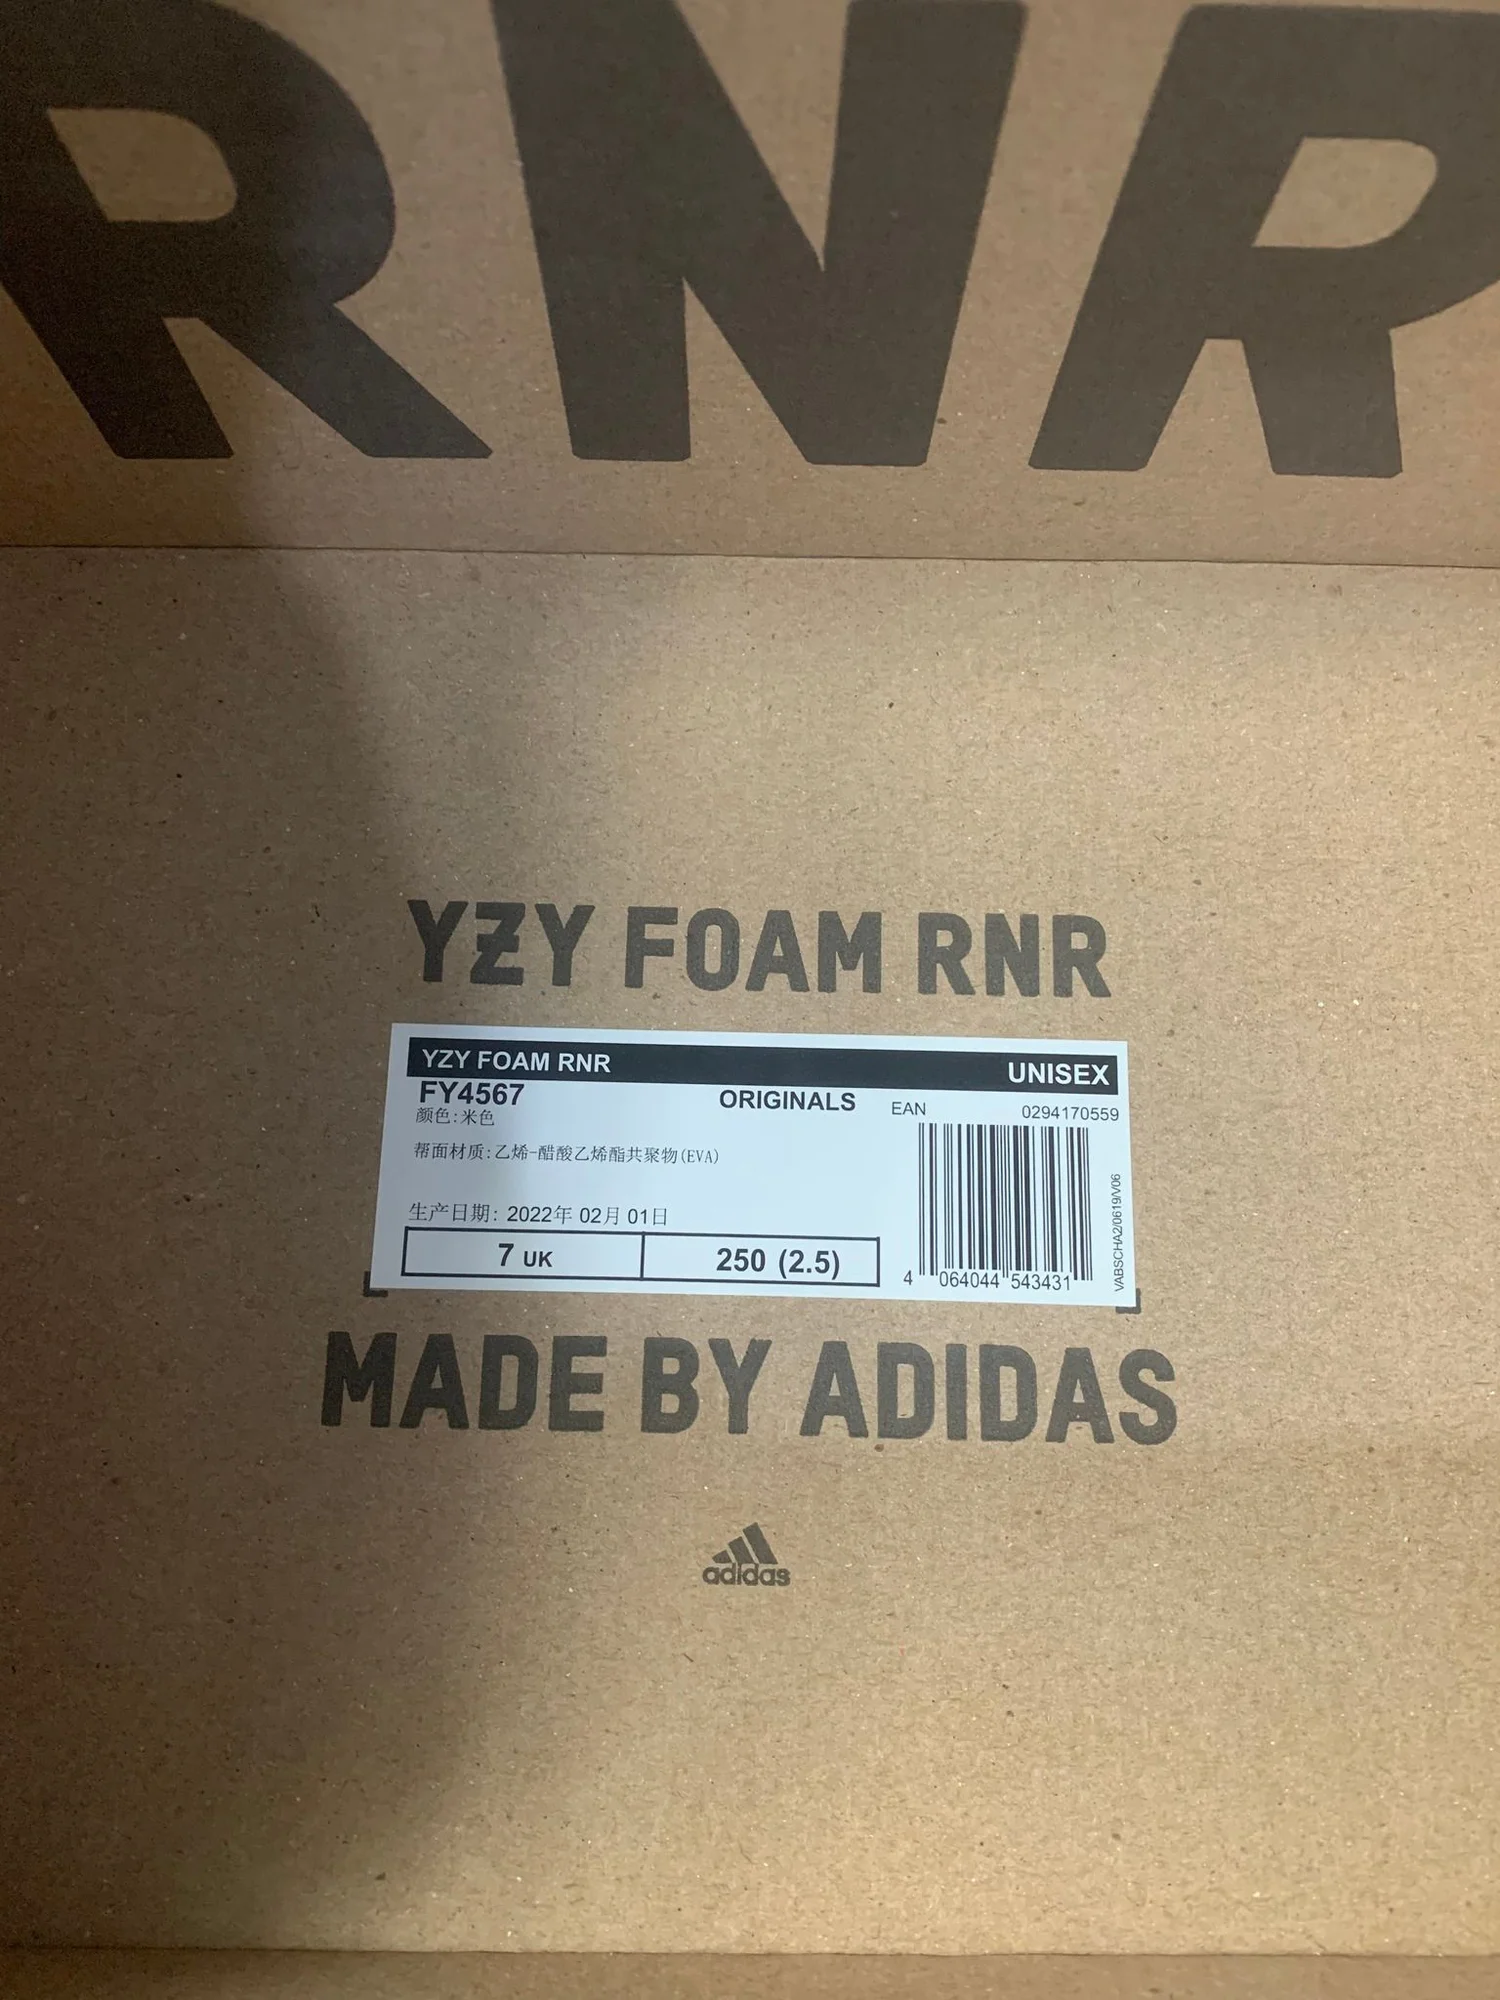 RNR
YZY FOAM RNR
YZY FOAM RNR UNISEX
FY4567 ORIGINALS EAN 0294170559
颜色:米色
帮面材质:乙烯-醋酸乙烯酯共聚物(EVA)
生产日期: 2022年 02月 01日
7 UK 250 (2.5)
4 064044 543431
VABSCHA2/0619/V06
MADE BY ADIDAS
adidas